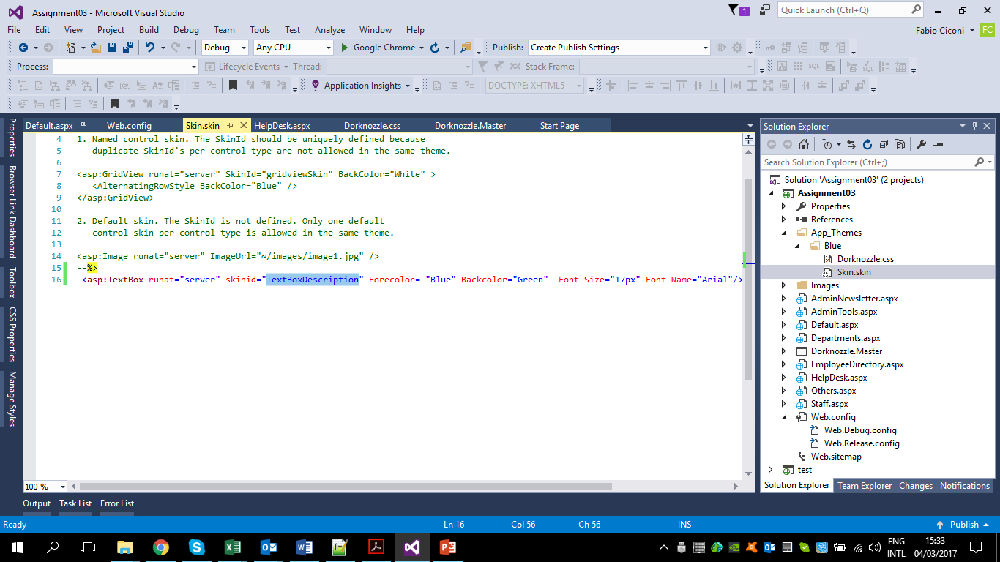 Assignment03 - Microsoft Visual Studio
1
Quick Launch (Ctrl+Q)
File Edit View Project Build Debug Team Tools Test Analyze Window Help
Fabio Ciconi
FC
Debug Any CPU Google Chrome Publish: Create Publish Settings
Process: Lifecycle Events Thread: Stack Frame:
Application Insights DOCTYPE: XHTML5
Default.aspx Web.config Skin.skin HelpDesk.aspx Dorknozzle.css Dorknozzle.Master Start Page
Properties
Browser Link Dashboard
Toolbox
CSS Properties
Manage Styles
4 1. Named control skin. The SkinId should be uniquely defined because
5 duplicate SkinId's per control type are not allowed in the same theme.
6
7 <asp:GridView runat="server" SkinId="gridviewSkin" BackColor="White" >
8 <AlternatingRowStyle BackColor="Blue" />
9 </asp:GridView>
10
11 2. Default skin. The SkinId is not defined. Only one default
12 control skin per control type is allowed in the same theme.
13
14 <asp:Image runat="server" ImageUrl="~/images/image1.jpg" />
15 --%>
16 <asp:TextBox runat="server" skinid="TextBoxDescription" Forecolor= "Blue" Backcolor="Green"  Font-Size="17px" Font-Name="Arial"/>
100 %
Solution Explorer
Search Solution Explorer (Ctrl+;)
Solution 'Assignment03' (2 projects)
Assignment03
Properties
References
App_Themes
Blue
Dorknozzle.css
Skin.skin
Images
AdminNewsletter.aspx
AdminTools.aspx
Default.aspx
Departments.aspx
Dorknozzle.Master
EmployeeDirectory.aspx
HelpDesk.aspx
Others.aspx
Staff.aspx
Web.config
Web.Debug.config
Web.Release.config
Web.sitemap
test
Solution Explorer Team Explorer Changes Notifications
Output Task List Error List
Ready Ln 16 Col 56 Ch 56 INS Publish
ENG
INTL
15:33
04/03/2017